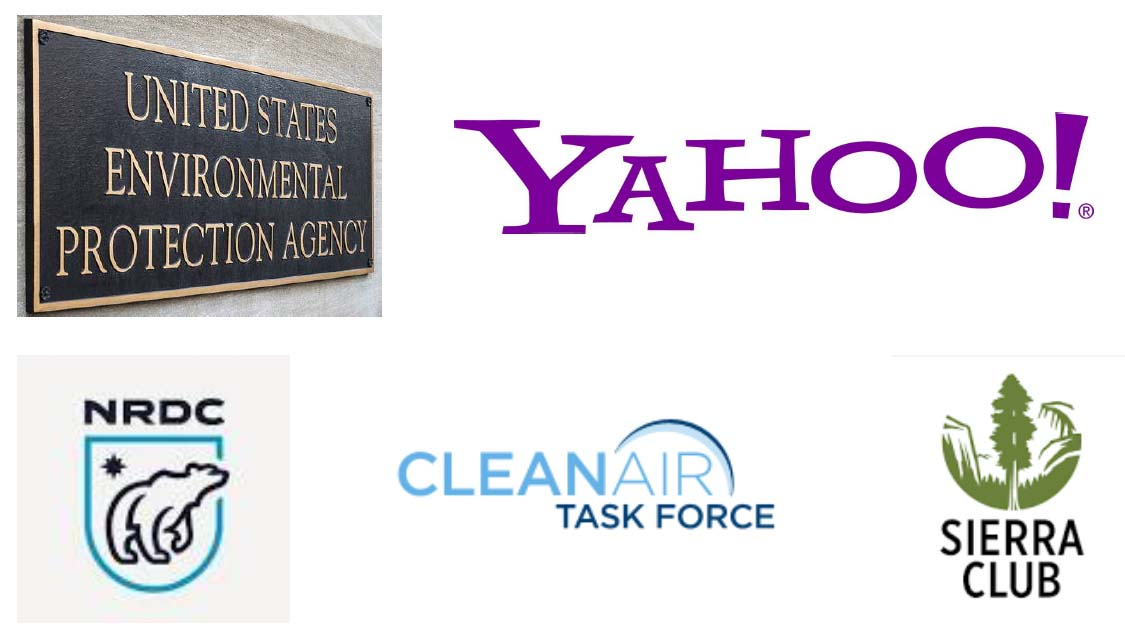 UNITED STATES
ENVIRONMENTAL
PROTECTION AGENCY
YAHOO!®
NRDC
CLEANAIR
TASK FORCE
SIERRA
CLUB